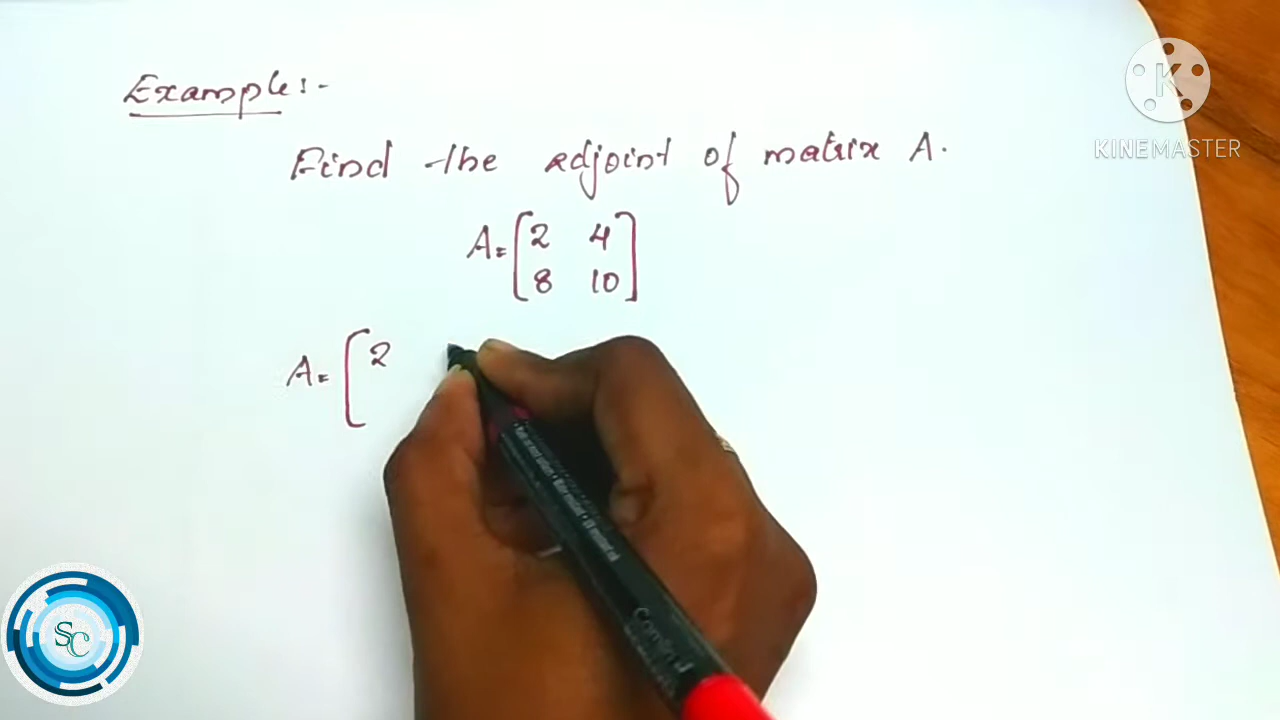 Example:-
Find the adjoint of matrix A.
A= [2 4
8 10]
A= [2
KINEMASTER
K
SC